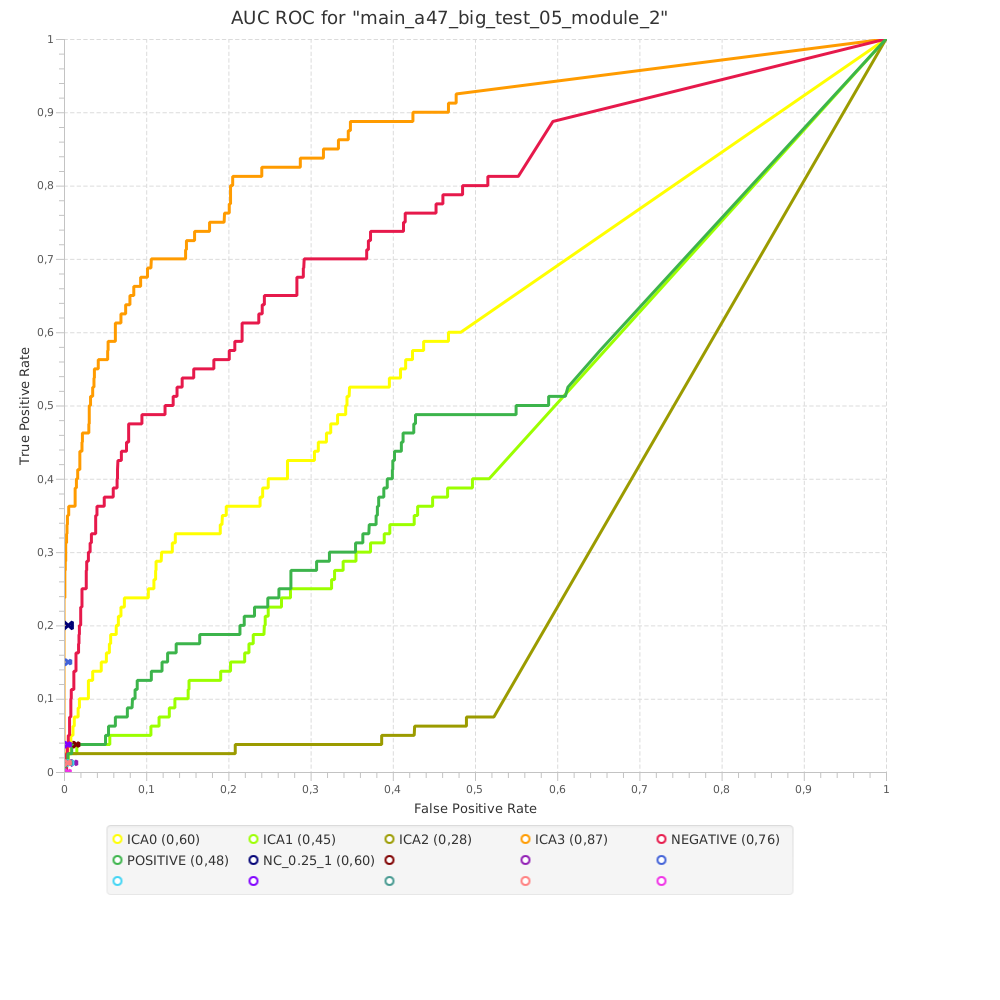 AUC ROC for "main_a47_big_test_05_module_2"
1
0,9
0,8
0,7
0,6
0,5
0,4
0,3
0,2
0,1
0
True Positive Rate
0 0,1 0,2 0,3 0,4 0,5 0,6 0,7 0,8 0,9 1
False Positive Rate
ICA0 (0,60) ICA1 (0,45) ICA2 (0,28) ICA3 (0,87) NEGATIVE (0,76)
POSITIVE (0,48) NC_0.25_1 (0,60)